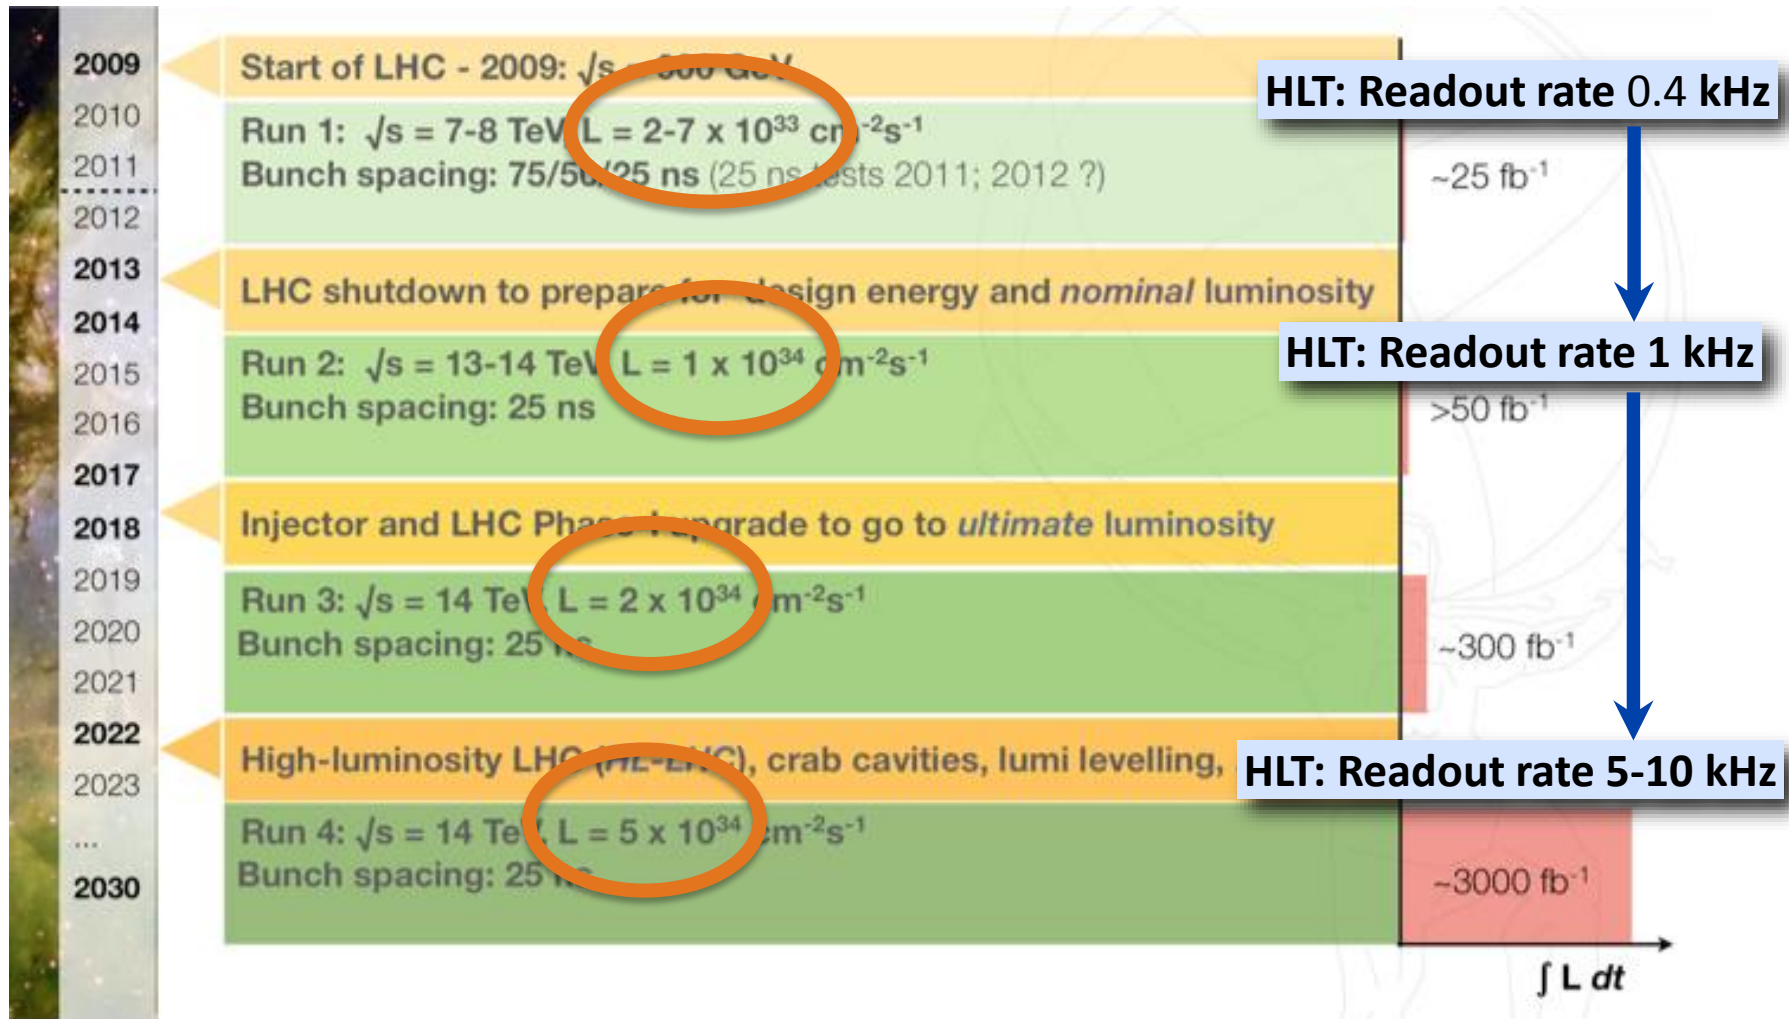 2009
2010
2011
2012
2013
2014
2015
2016
2017
2018
2019
2020
2021
2022
2023
...
2030
Start of LHC - 2009: √s GeV
HLT: Readout rate 0.4 kHz
Run 1: √s = 7-8 TeV L = 2-7 x 10³³ cm⁻²s⁻¹
Bunch spacing: 75/50/25 ns (25 ns tests 2011; 2012 ?)
~25 fb⁻¹
LHC shutdown to prepare for design energy and nominal luminosity
HLT: Readout rate 1 kHz
Run 2: √s = 13-14 TeV L = 1 x 10³⁴ cm⁻²s⁻¹
Bunch spacing: 25 ns
>50 fb⁻¹
Injector and LHC Phase-I upgrade to go to ultimate luminosity
Run 3: √s = 14 TeV L = 2 x 10³⁴ cm⁻²s⁻¹
Bunch spacing: 25 ns
~300 fb⁻¹
High-luminosity LHC (HL-LHC), crab cavities, lumi levelling,
HLT: Readout rate 5-10 kHz
Run 4: √s = 14 TeV L = 5 x 10³⁴ cm⁻²s⁻¹
Bunch spacing: 25 ns
~3000 fb⁻¹
∫ L dt